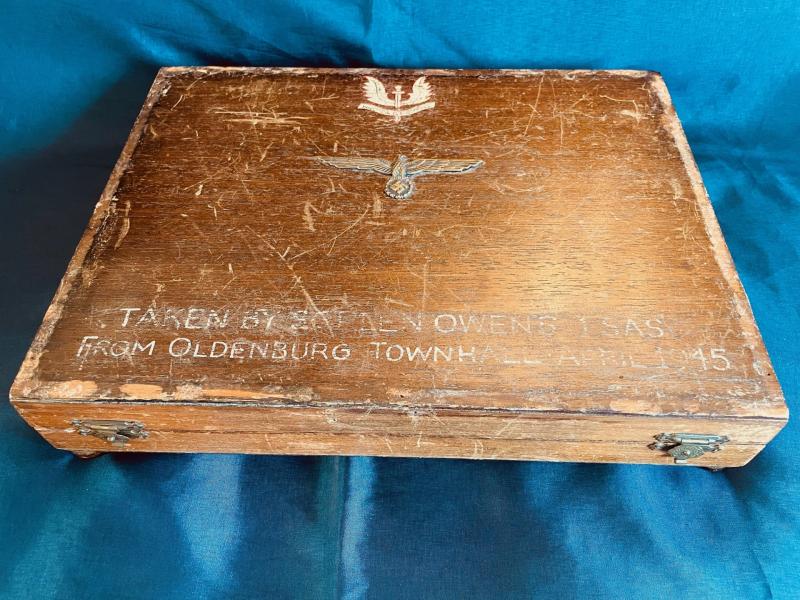 TAKEN BY OWENS 1 SAS
FROM OLDENBURG TOWNHALL APRIL 1945